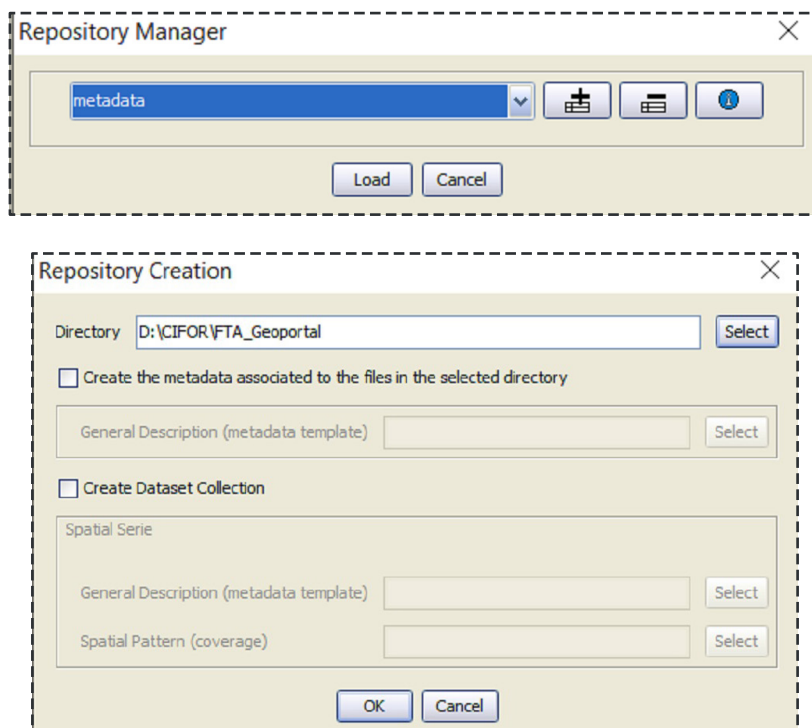 Repository Manager
metadata
Load Cancel
Repository Creation
Directory D:\CIFOR\FTA_Geoportal Select
Create the metadata associated to the files in the selected directory
General Description (metadata template) Select
Create Dataset Collection
Spatial Serie
General Description (metadata template) Select
Spatial Pattern (coverage) Select
OK Cancel